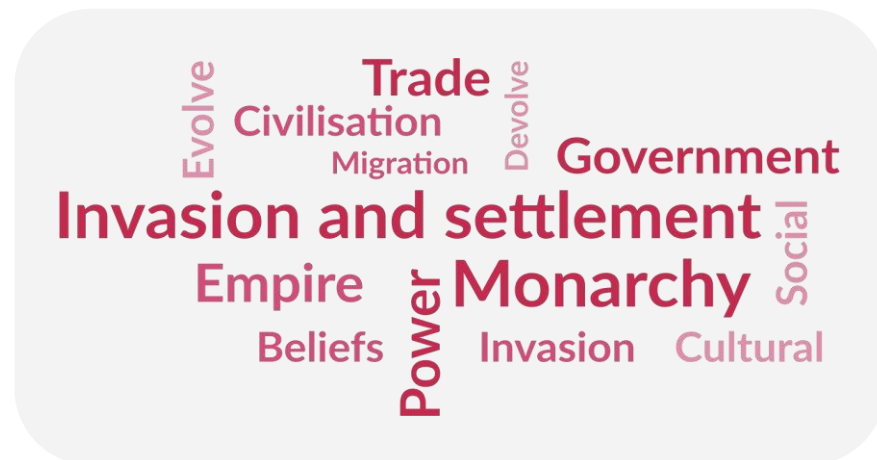 Evolve
Trade
Devolve
Civilisation
Migration
Government
Invasion and settlement
Social
Empire
Power
Monarchy
Beliefs
Invasion
Cultural